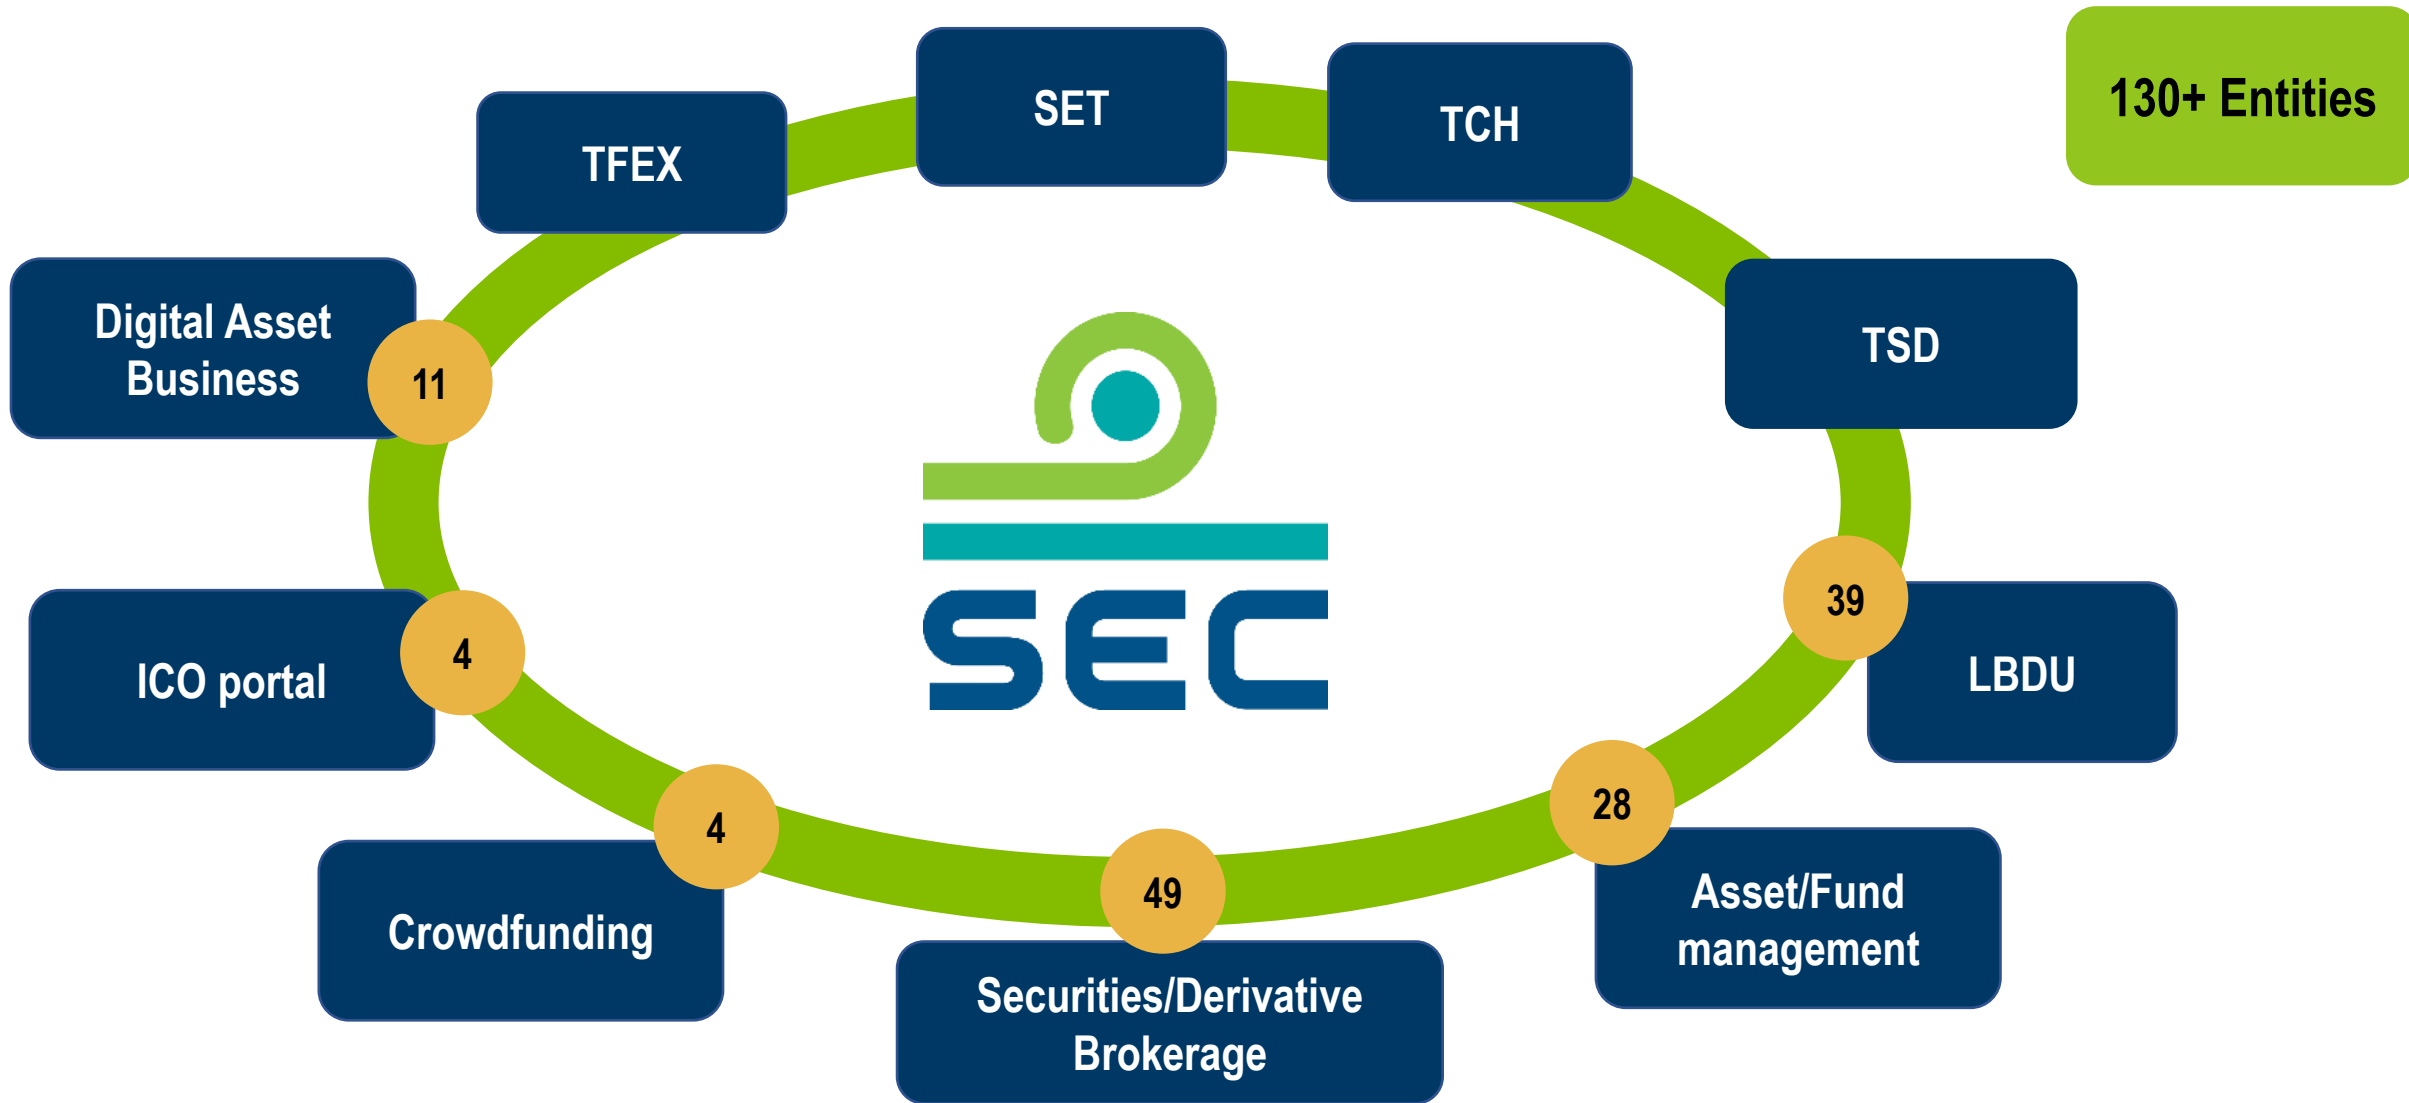 SET
TCH
130+ Entities
TFEX
Digital Asset
Business
11
TSD
SEC
ICO portal
4
39
LBDU
Crowdfunding
4
49
Securities/Derivative
Brokerage
28
Asset/Fund
management